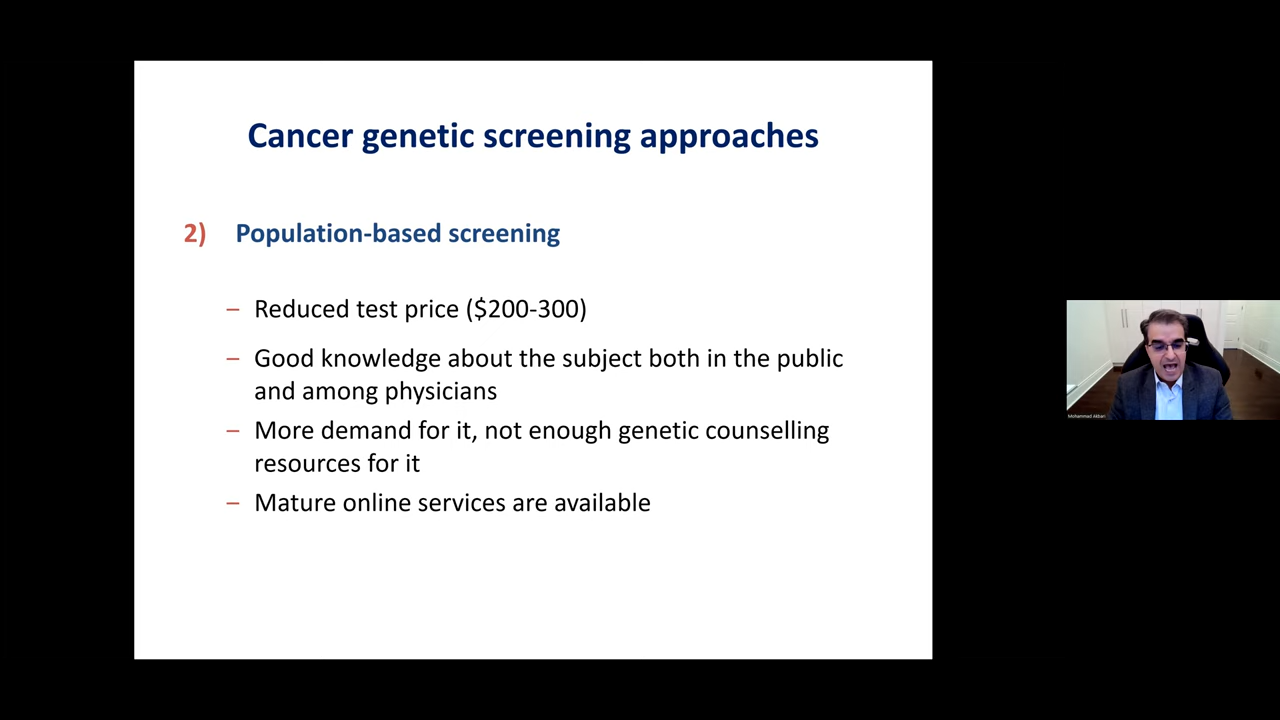 Cancer genetic screening approaches
2) Population-based screening
– Reduced test price ($200-300)
– Good knowledge about the subject both in the public
and among physicians
– More demand for it, not enough genetic counselling
resources for it
– Mature online services are available
Mohammad Akbari